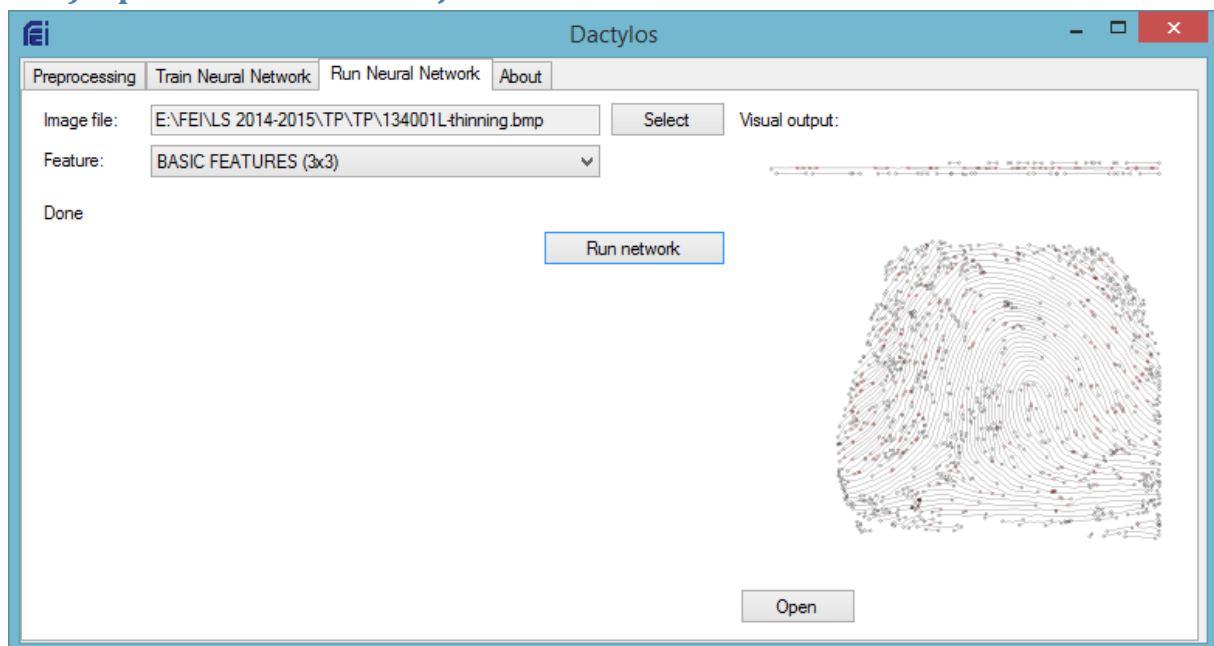 FEi
Dactylos
Preprocessing Train Neural Network Run Neural Network About
Image file: E:\FEI\LS 2014-2015\TP\TP\134001L-thinning.bmp Select Visual output:
Feature: BASIC FEATURES (3x3)
Done
Run network
Open